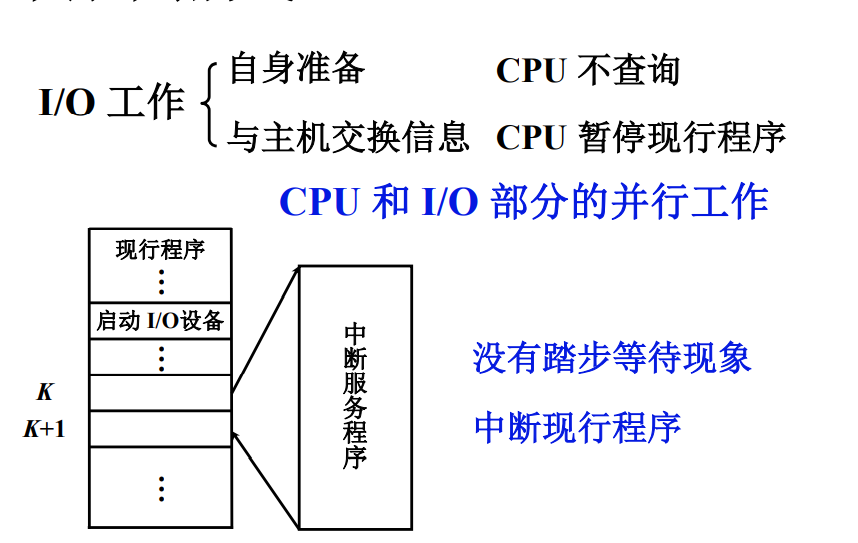 I/O 工作
自身准备 CPU 不查询
与主机交换信息 CPU 暂停现行程序
CPU 和 I/O 部分的并行工作
现行程序
⋮
启动 I/O设备
⋮
K
K+1
⋮
中断服务程序
没有踏步等待现象
中断现行程序